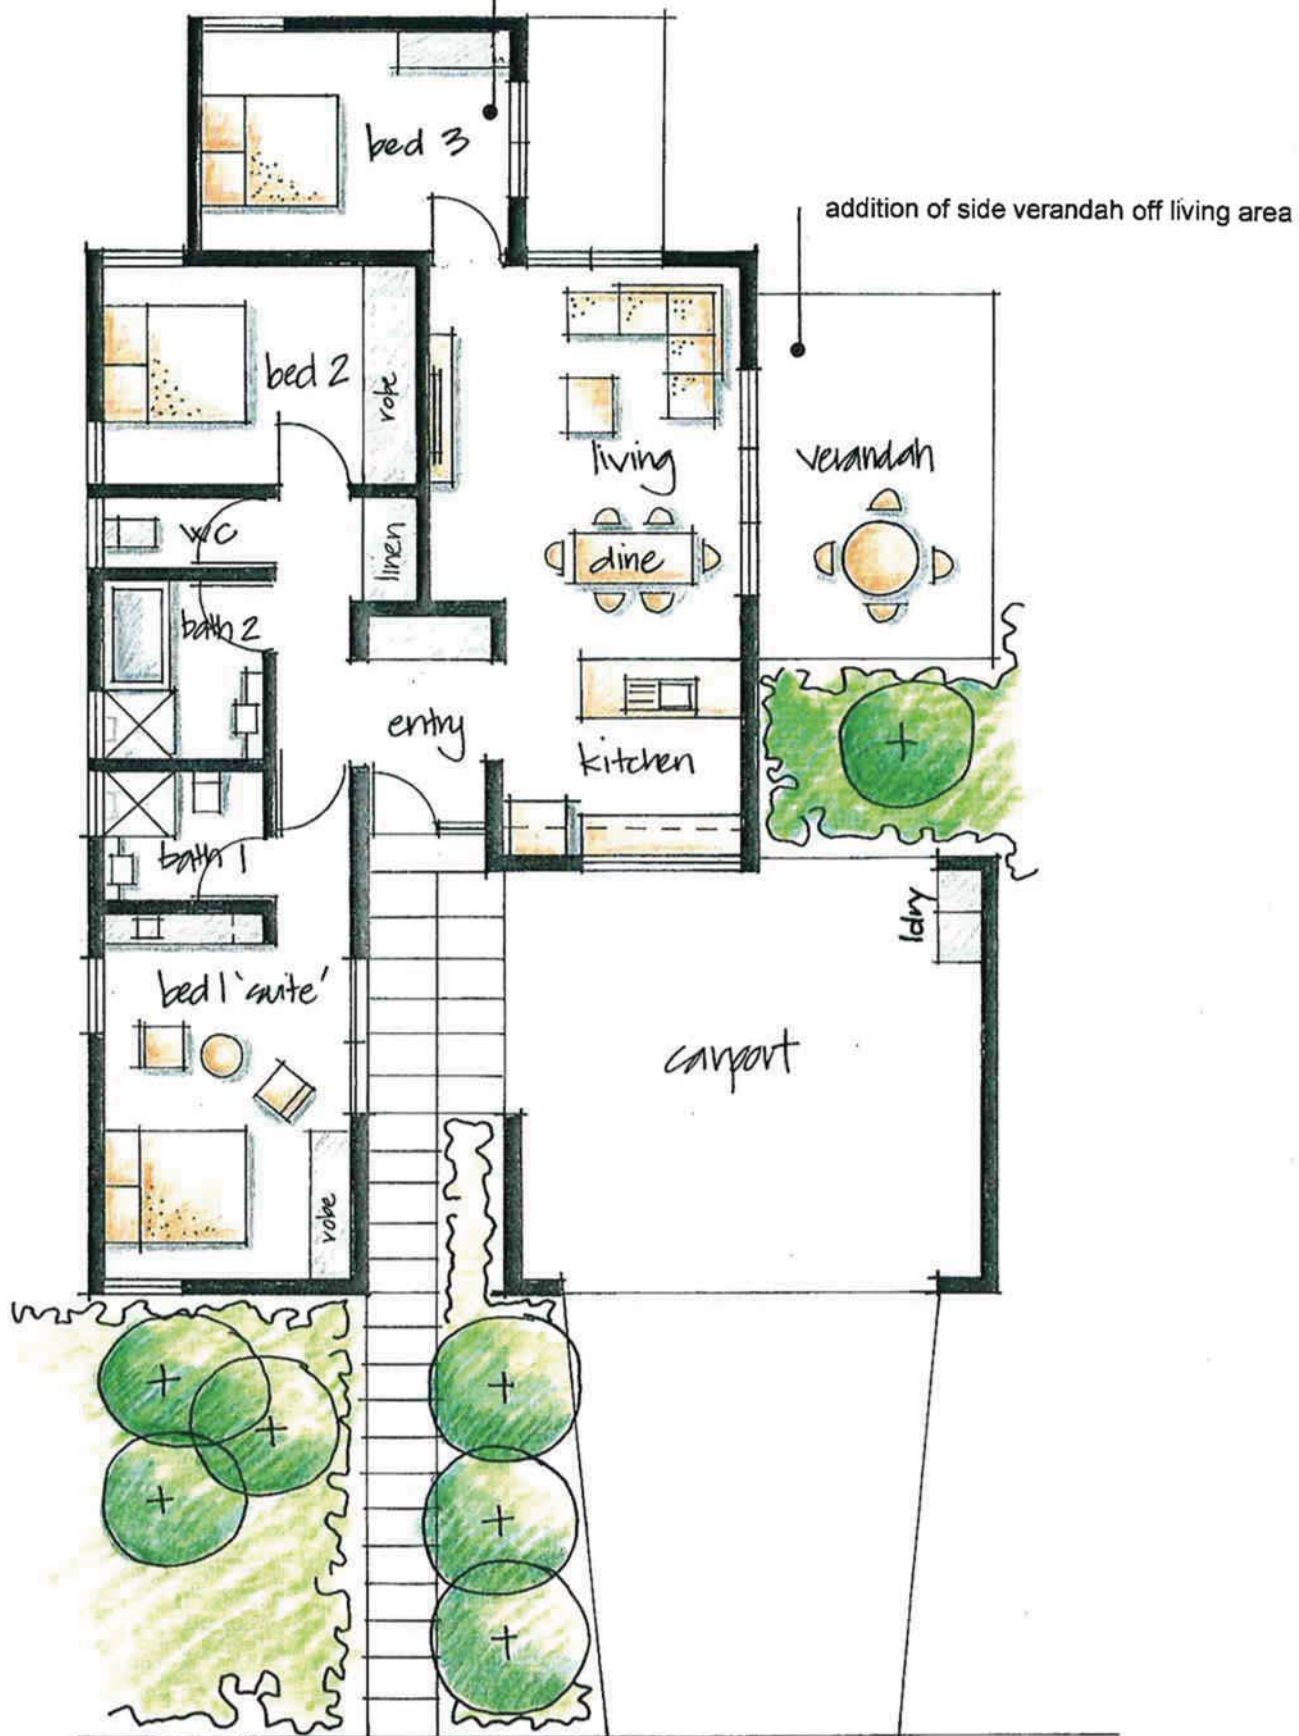 bed 3
addition of side verandah off living area
bed 2
robe
living
verandah
wc
linen
dine
bath 2
entry
kitchen
bath 1
ldry
bed 1 'suite'
carport
robe